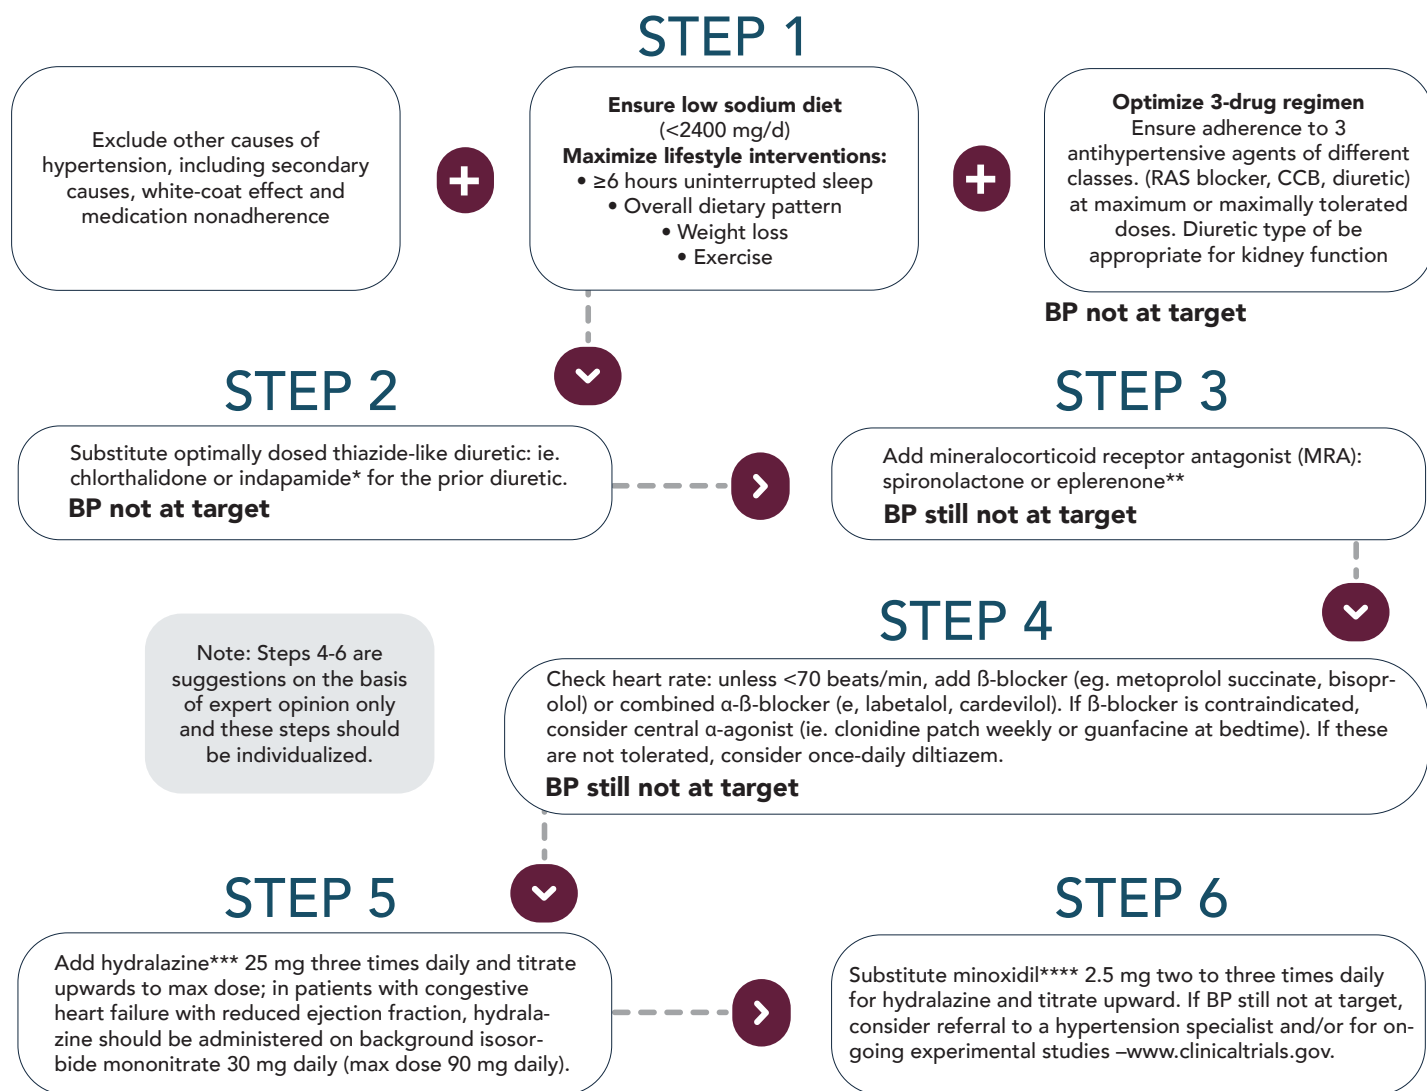 STEP 1
Exclude other causes of
hypertension, including secondary
causes, white-coat effect and
medication nonadherence
Ensure low sodium diet
(<2400 mg/d)
Maximize lifestyle interventions:
• ≥6 hours uninterrupted sleep
• Overall dietary pattern
• Weight loss
• Exercise
Optimize 3-drug regimen
Ensure adherence to 3
antihypertensive agents of different
classes. (RAS blocker, CCB, diuretic)
at maximum or maximally tolerated
doses. Diuretic type of be
appropriate for kidney function
BP not at target
STEP 2
Substitute optimally dosed thiazide-like diuretic: ie.
chlorthalidone or indapamide* for the prior diuretic.
BP not at target
STEP 3
Add mineralocorticoid receptor antagonist (MRA):
spironolactone or eplerenone**
BP still not at target
Note: Steps 4-6 are
suggestions on the basis
of expert opinion only
and these steps should
be individualized.
STEP 4
Check heart rate: unless <70 beats/min, add ß-blocker (eg. metoprolol succinate, bisopr-
olol) or combined α-ß-blocker (e, labetalol, cardevilol). If ß-blocker is contraindicated,
consider central α-agonist (ie. clonidine patch weekly or guanfacine at bedtime). If these
are not tolerated, consider once-daily diltiazem.
BP still not at target
STEP 5
Add hydralazine*** 25 mg three times daily and titrate
upwards to max dose; in patients with congestive
heart failure with reduced ejection fraction, hydrala-
zine should be administered on background isosor-
bide mononitrate 30 mg daily (max dose 90 mg daily).
STEP 6
Substitute minoxidil**** 2.5 mg two to three times daily
for hydralazine and titrate upward. If BP still not at target,
consider referral to a hypertension specialist and/or for on-
going experimental studies –www.clinicaltrials.gov.